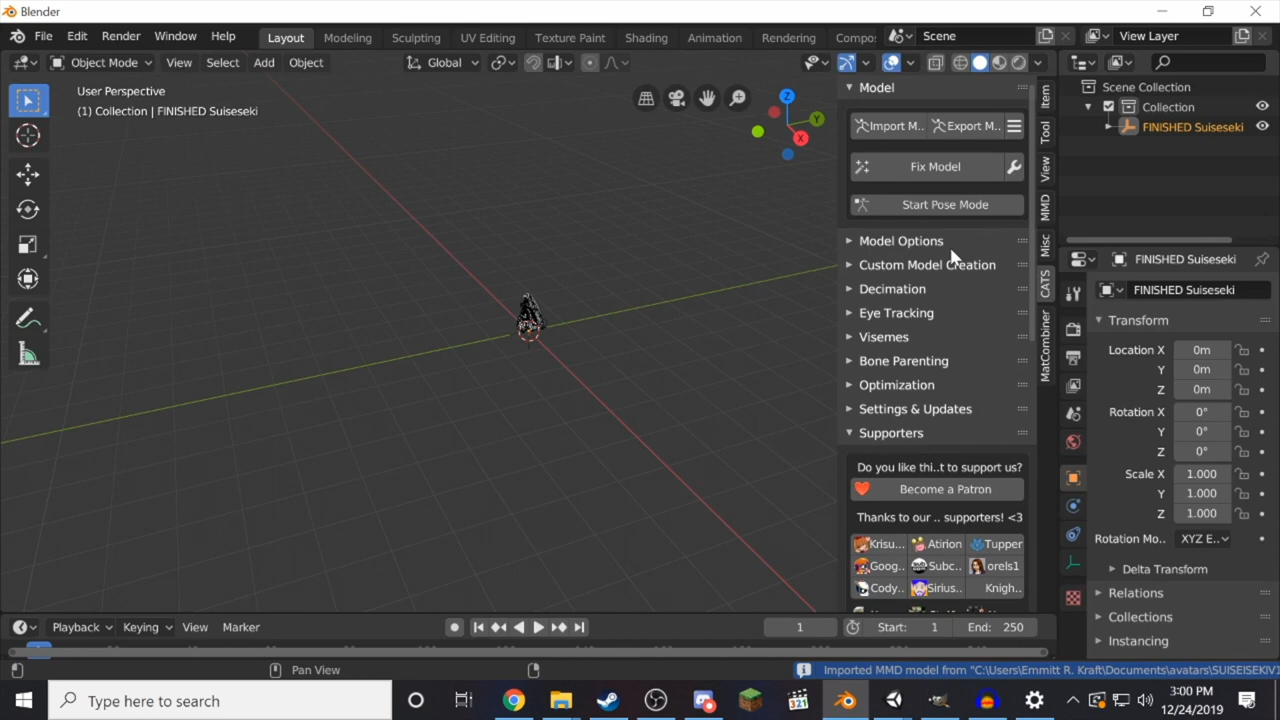 Blender
File Edit Render Window Help Layout Modeling Sculpting UV Editing Texture Paint Shading Animation Rendering Compos Scene View Layer
Object Mode View Select Add Object Global
User Perspective
(1) Collection | FINISHED Suiseseki
Z
Y
X
Model
Import M.. Export M..
Fix Model
Start Pose Mode
Model Options
Custom Model Creation
Decimation
Eye Tracking
Visemes
Bone Parenting
Optimization
Settings & Updates
Supporters
Do you like thi..t to support us?
Become a Patron
Thanks to our .. supporters! <3
Krisu... Atirion Tupper
Goog.. Subc.. orels1
Cody.. Sirius.. Knigh..
Item
Tool
View
MMD
Misc
CATS
MatCombiner
Scene Collection
Collection
FINISHED Suiseseki
FINISHED Suiseseki
FINISHED Suiseseki
Transform
Location X 0m
Y 0m
Z 0m
Rotation X 0°
Y 0°
Z 0°
Scale X 1.000
Y 1.000
Z 1.000
Rotation Mo.. XYZ E..
Delta Transform
Relations
Collections
Instancing
Playback Keying View Marker 1 Start: 1 End: 250
Pan View
Imported MMD model from "C:\Users\Emmitt R. Kraft\Documents\avatars\SUISEISEKIV1
Type here to search
321
3:00 PM
12/24/2019